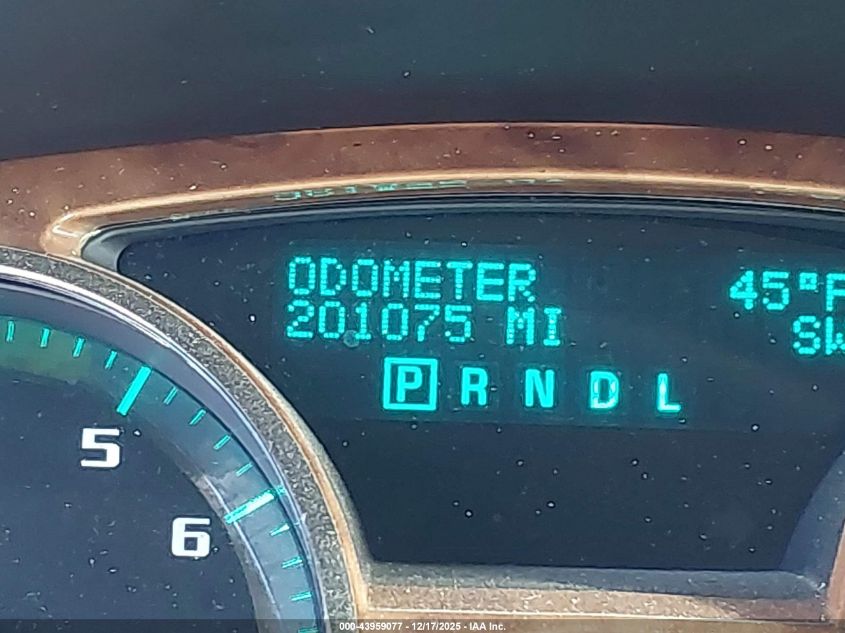 ODOMETER
201075 MI
45°F
SW
P R N D L
5
6
000-43959077 - 12/17/2025 - IAA Inc.